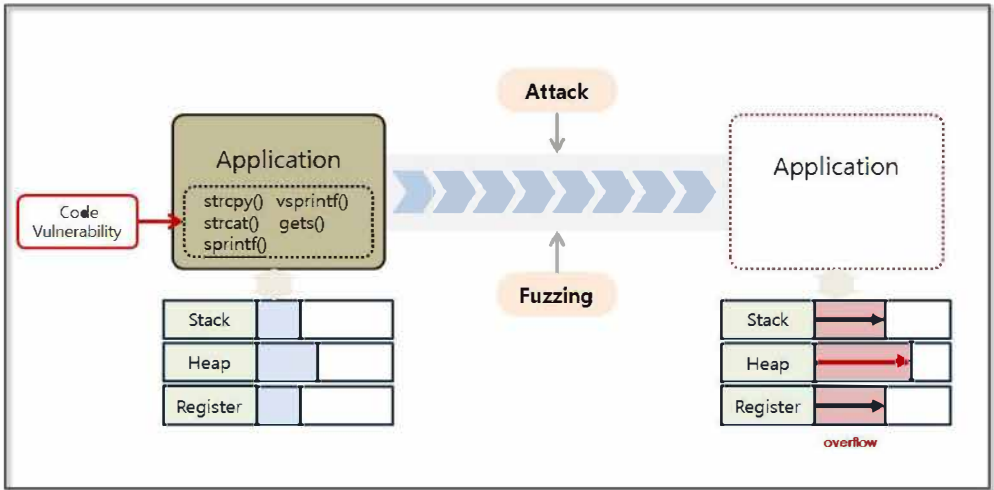 Attack
Application
strcpy() vsprintf()
strcat() gets()
sprintf()
Code
Vulnerability
Application
Fuzzing
Stack
Heap
Register
Stack
Heap
Register
overflow